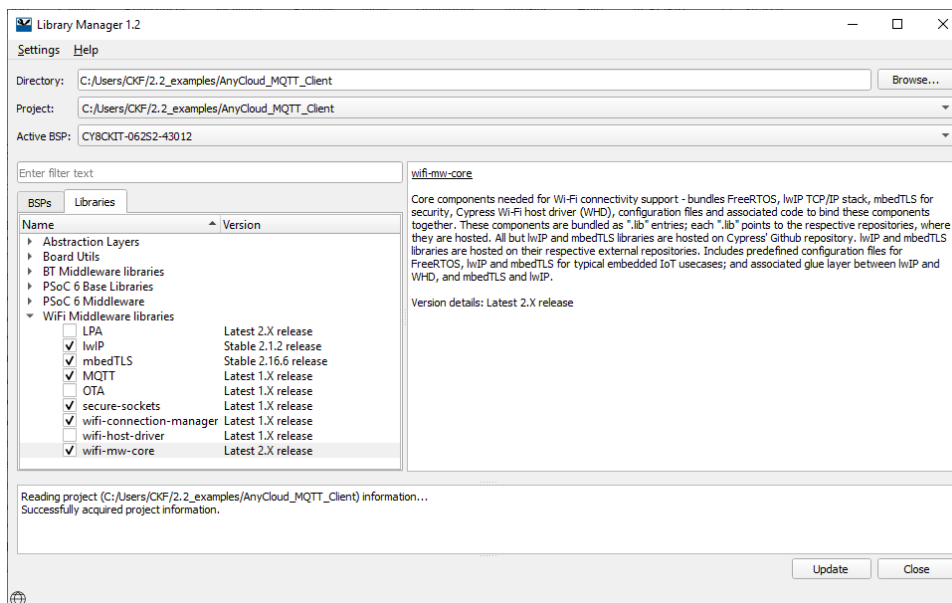 Library Manager 1.2
Settings Help
Directory: C:/Users/CKF/2.2_examples/AnyCloud_MQTT_Client Browse...
Project: C:/Users/CKF/2.2_examples/AnyCloud_MQTT_Client
Active BSP: CY8CKIT-062S2-43012
Enter filter text
BSPs Libraries
Name Version
Abstraction Layers
Board Utils
BT Middleware libraries
PSoC 6 Base Libraries
PSoC 6 Middleware
WiFi Middleware libraries
LPA Latest 2.X release
lwIP Stable 2.1.2 release
mbedTLS Stable 2.16.6 release
MQTT Latest 1.X release
OTA Latest 1.X release
secure-sockets Latest 1.X release
wifi-connection-manager Latest 1.X release
wifi-host-driver Latest 1.X release
wifi-mw-core Latest 2.X release
wifi-mw-core
Core components needed for Wi-Fi connectivity support - bundles FreeRTOS, lwIP TCP/IP stack, mbedTLS for
security, Cypress Wi-Fi host driver (WHD), configuration files and associated code to bind these components
together. These components are bundled as ".lib" entries; each ".lib" points to the respective repositories, where
they are hosted. All but lwIP and mbedTLS libraries are hosted on Cypress' Github repository. lwIP and mbedTLS
libraries are hosted on their respective external repositories. Includes predefined configuration files for
FreeRTOS, lwIP and mbedTLS for typical embedded IoT usecases; and associated glue layer between lwIP and
WHD, and mbedTLS and lwIP.
Version details: Latest 2.X release
Reading project (C:/Users/CKF/2.2_examples/AnyCloud_MQTT_Client) information...
Successfully acquired project information.
Update Close